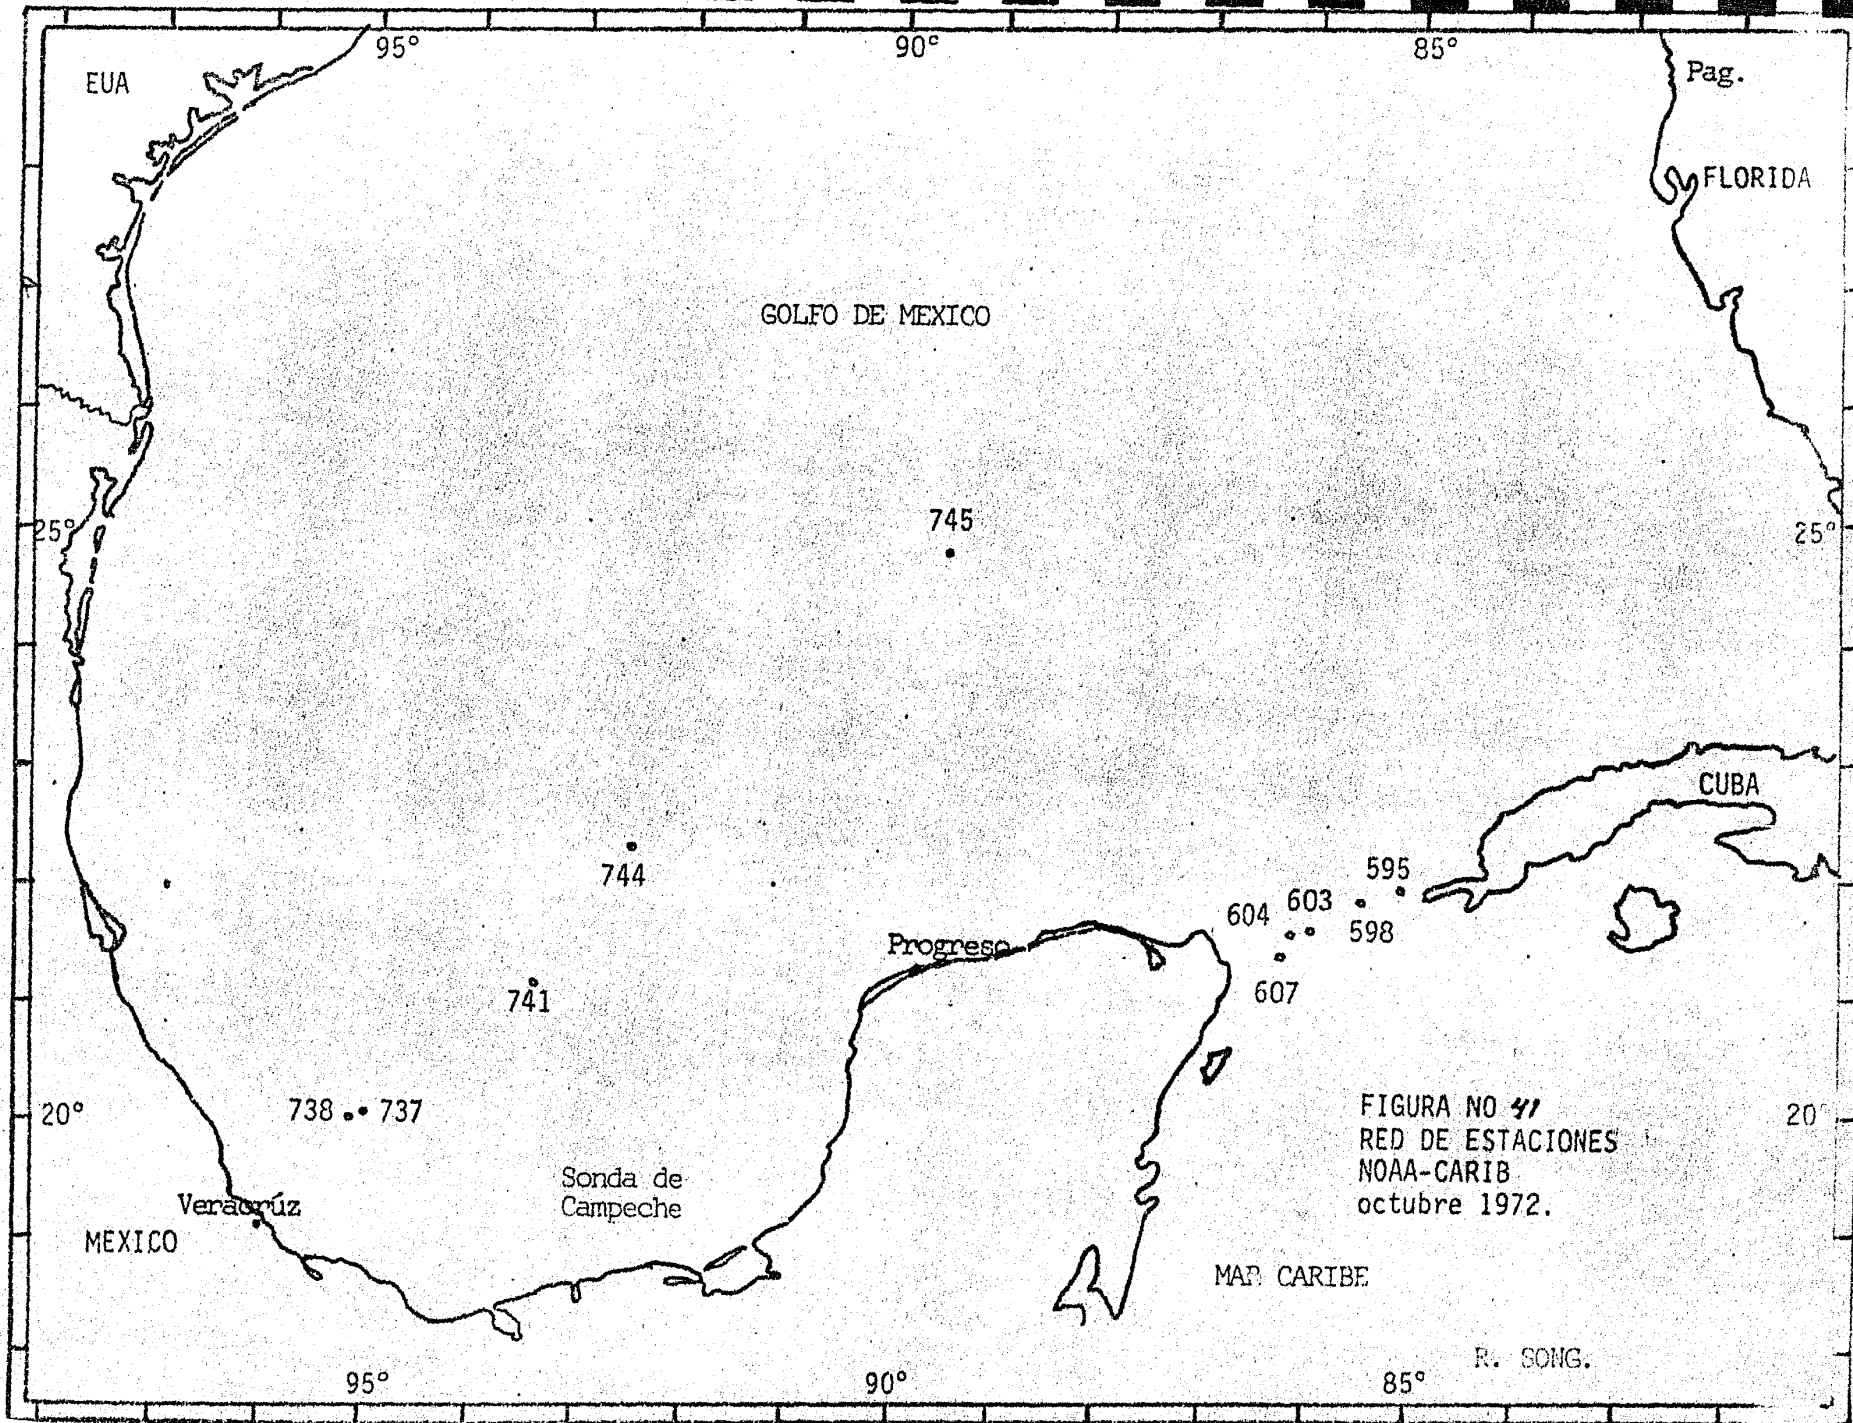 95°
90°
85°
EUA
Pag.
FLORIDA
GOLFO DE MEXICO
745
25°
25°
CUBA
744
595
604
603
598
Progreso
607
741
738
737
20°
20°
FIGURA NO 41
RED DE ESTACIONES
NOAA-CARIB
octubre 1972.
Sonda de
Campeche
Veracrúz
MEXICO
MAR CARIBE
R. SONG.
95°
90°
85°